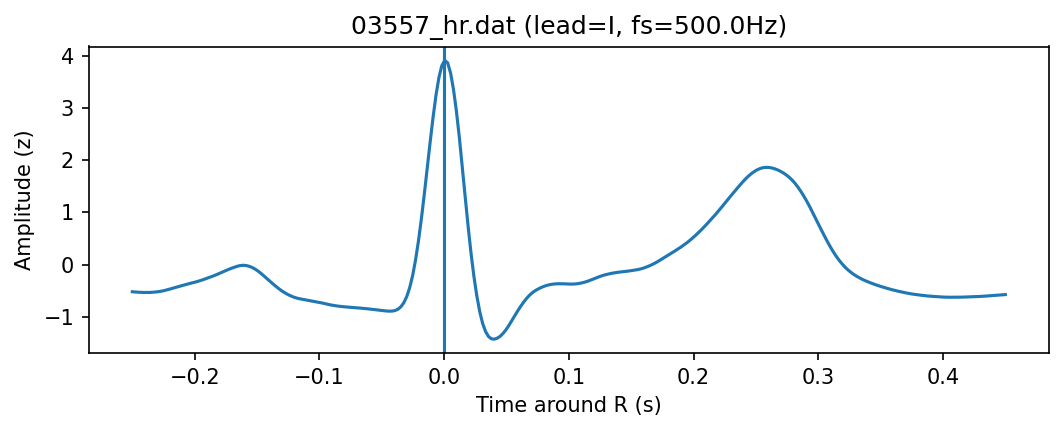 03557_hr.dat (lead=I, fs=500.0Hz)
Amplitude (z)
4
3
2
1
0
−1
−0.2 −0.1 0.0 0.1 0.2 0.3 0.4
Time around R (s)